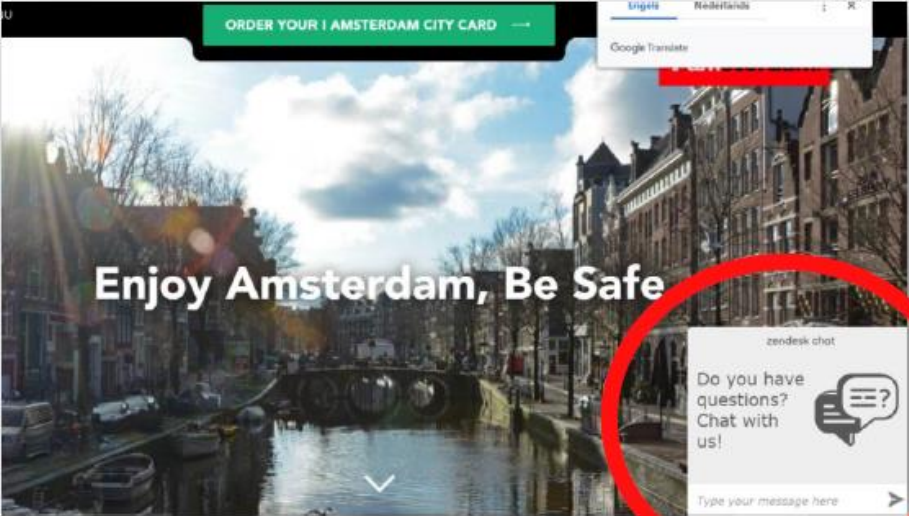 NU
ORDER YOUR I AMSTERDAM CITY CARD →
Engels Nederlands
Google Translate
Enjoy Amsterdam, Be Safe
zendesk chat
Do you have
questions?
Chat with
us!
?
Type your message here